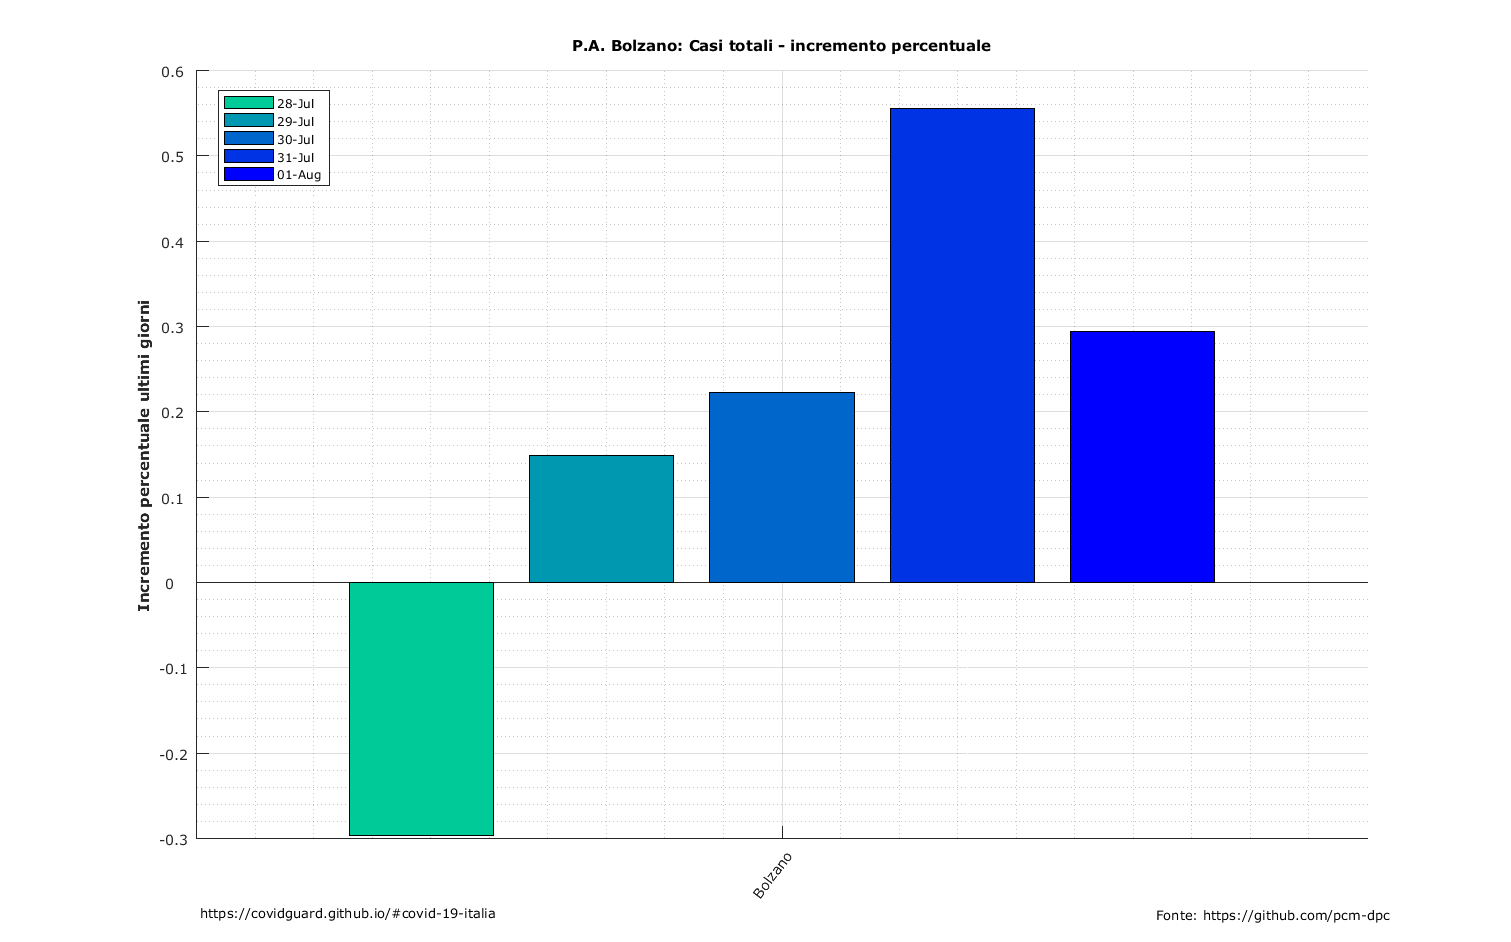 P.A. Bolzano: Casi totali - incremento percentuale
0.6
0.5
0.4
0.3
0.2
0.1
0
-0.1
-0.2
-0.3
28-Jul
29-Jul
30-Jul
31-Jul
01-Aug
Incremento percentuale ultimi giorni
Bolzano
https://covidguard.github.io/#covid-19-italia
Fonte: https://github.com/pcm-dpc